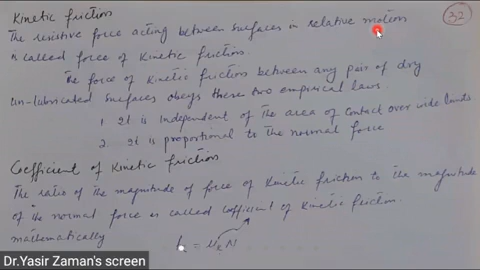 Kinetic friction
32
The resistive force acting between surfaces in relative motion
is called force of kinetic friction.
The force of kinetic friction between any pair of dry
un-lubricated surfaces obeys these two empirical laws.
1. It is independent of the area of contact over wide limits
2. It is proportional to the normal force
Coefficient of kinetic friction
The ratio of the magnitude of force of kinetic friction to the magnitude
of the normal force is called coefficient of kinetic friction.
mathematically
= μk N
Dr.Yasir Zaman's screen